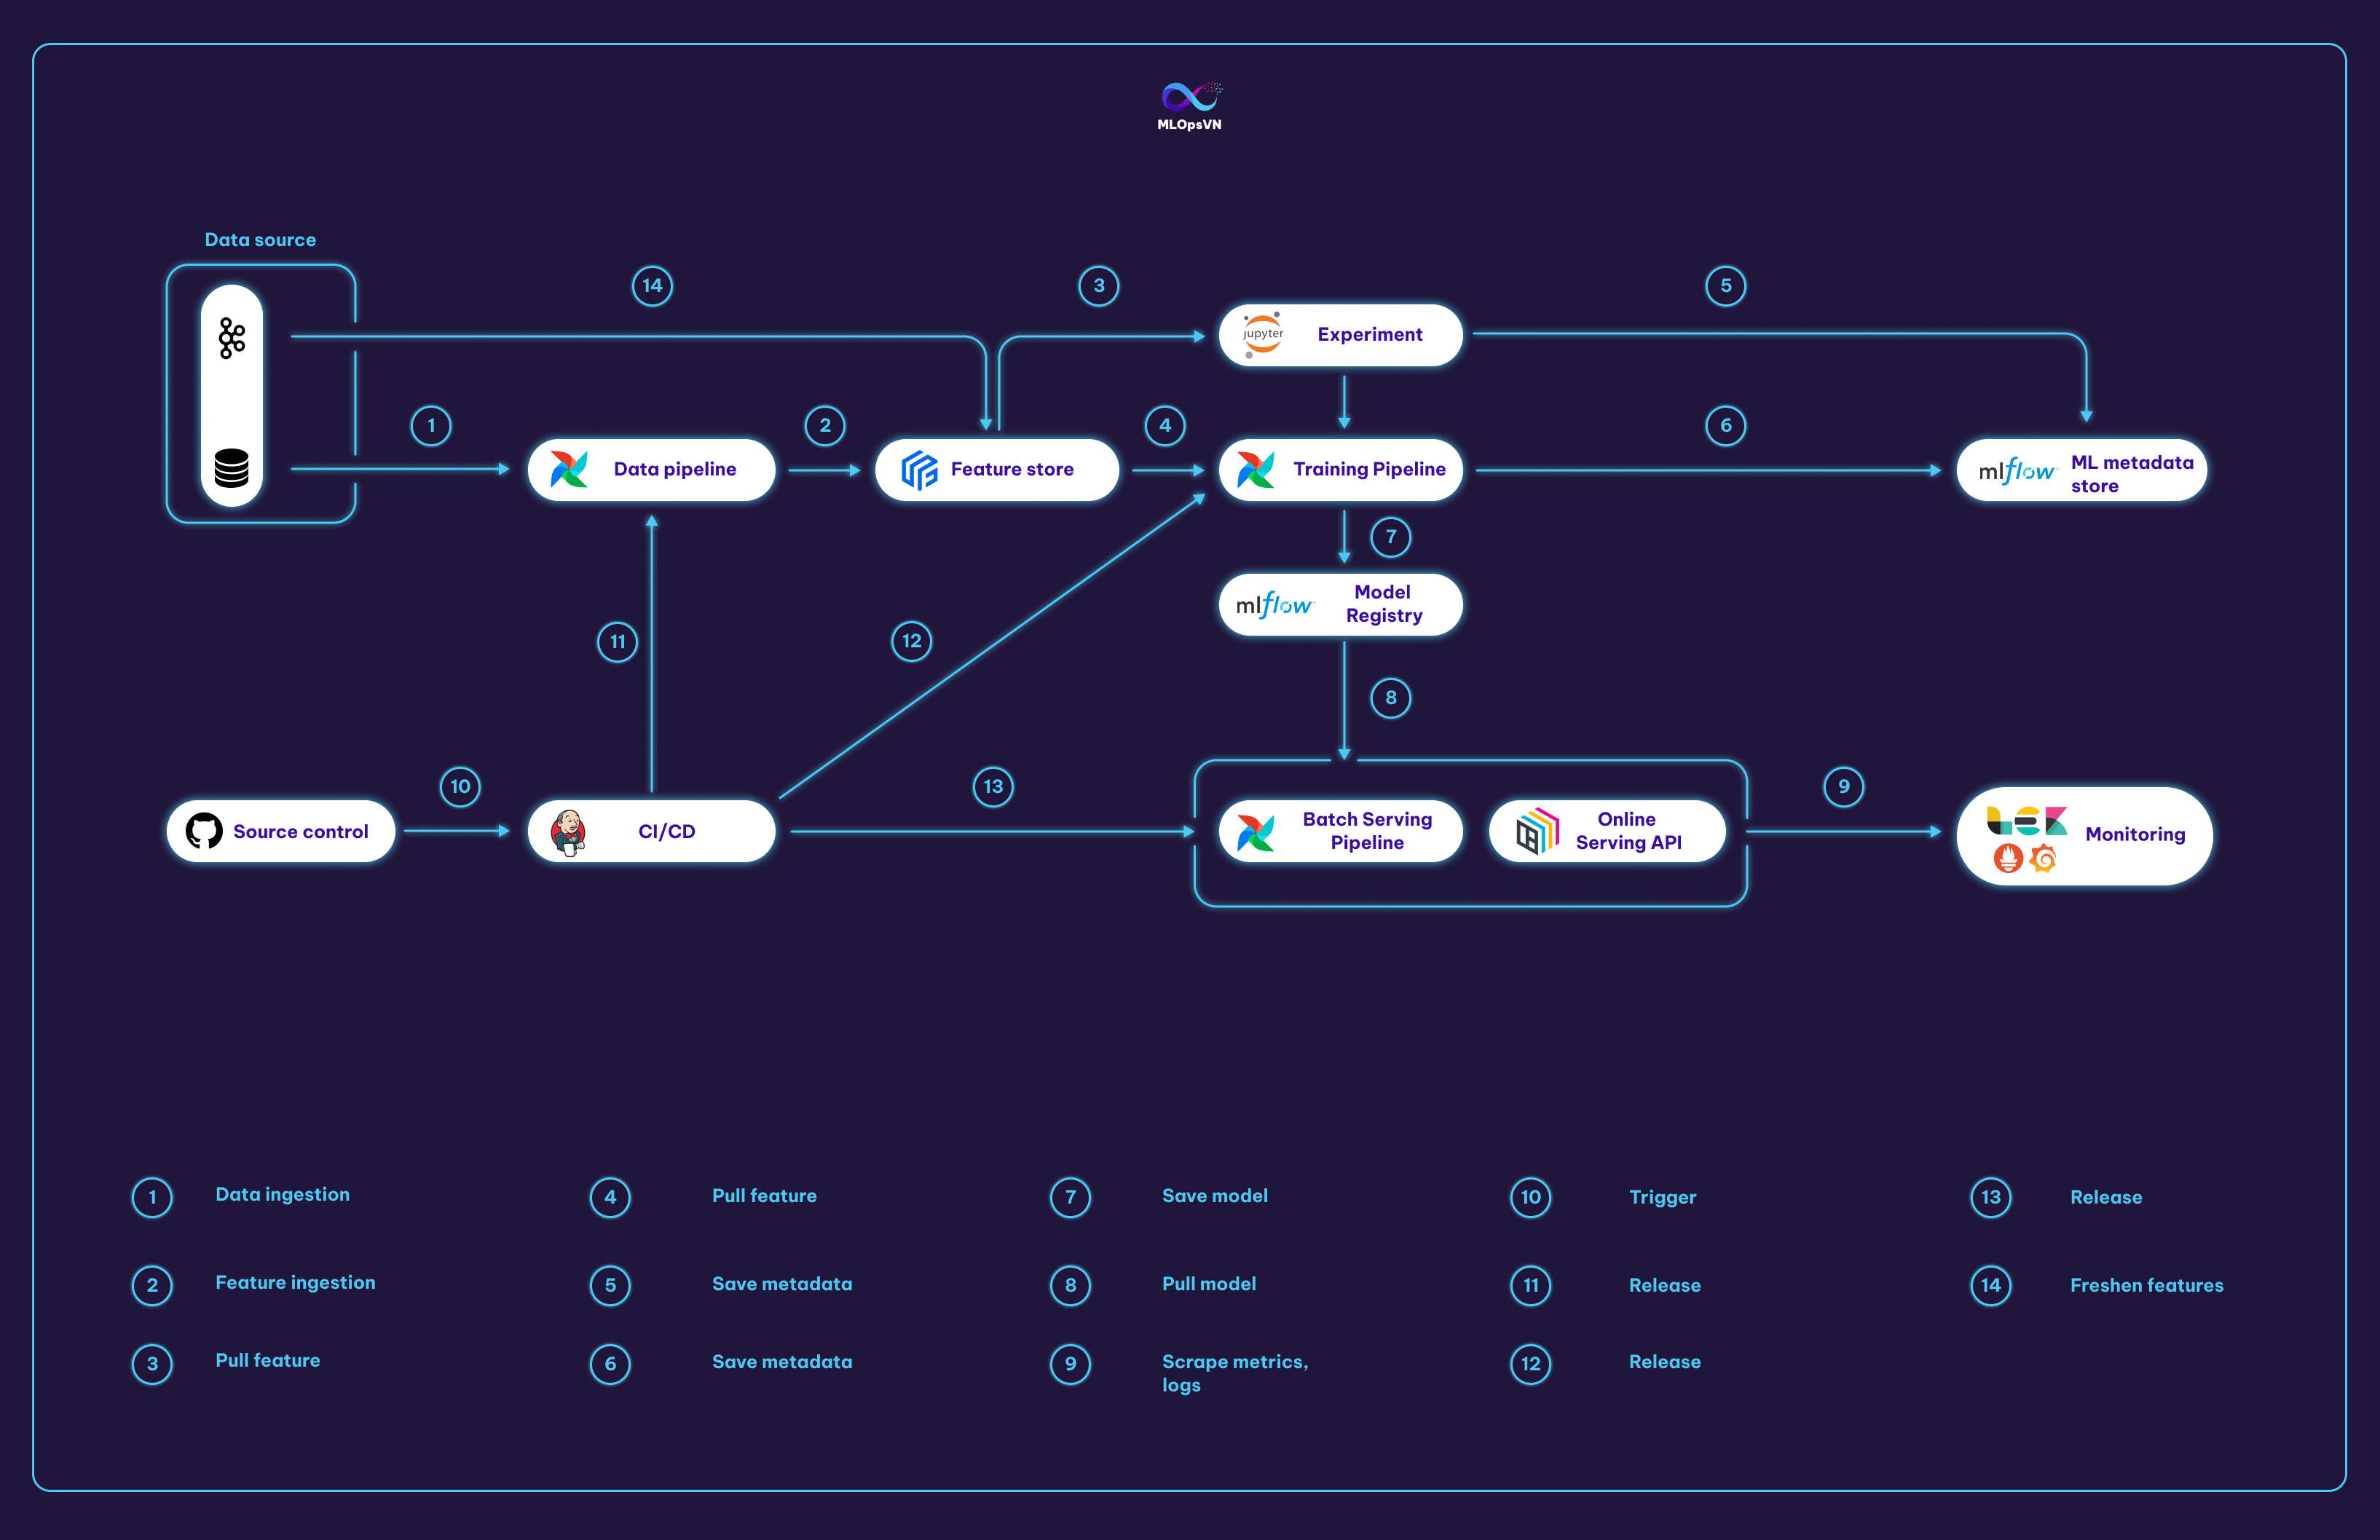 MLOpsVN
Data source
14
3
5
jupyter
Experiment
1
2
4
6
Data pipeline
Feature store
Training Pipeline
mlflow
ML metadata
store
7
mlflow
Model
Registry
11
12
8
10
13
9
Source control
CI/CD
Batch Serving
Pipeline
Online
Serving API
Monitoring
1
Data ingestion
4
Pull feature
7
Save model
10
Trigger
13
Release
2
Feature ingestion
5
Save metadata
8
Pull model
11
Release
14
Freshen features
3
Pull feature
6
Save metadata
9
Scrape metrics,
logs
12
Release